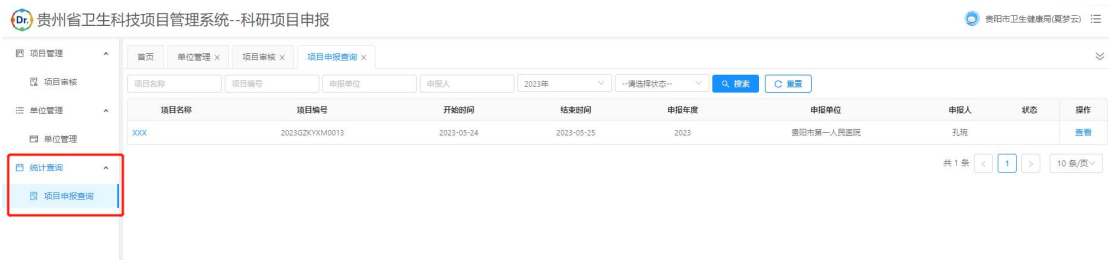 贵州省卫生科技项目管理系统--科研项目申报
贵阳市卫生健康局(夏梦云)
项目管理
项目审核
单位管理
单位管理
统计查询
项目申报查询
首页 单位管理 × 项目审核 × 项目申报查询 ×
项目名称 项目编号 申报单位 申报人 2023年 --请选择状态-- 搜索 重置
项目名称 项目编号 开始时间 结束时间 申报年度 申报单位 申报人 状态 操作
XXX 2023GZKYXM0013 2023-05-24 2023-05-25 2023 贵阳市第一人民医院 孔琬 查看
共 1 条 < 1 > 10 条/页